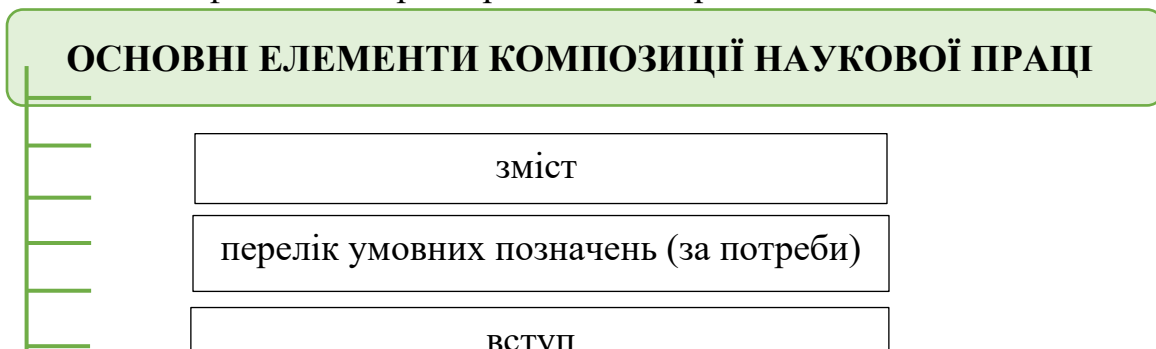 ОСНОВНІ ЕЛЕМЕНТИ КОМПОЗИЦІЇ НАУКОВОЇ ПРАЦІ
зміст
перелік умовних позначень (за потреби)
вступ